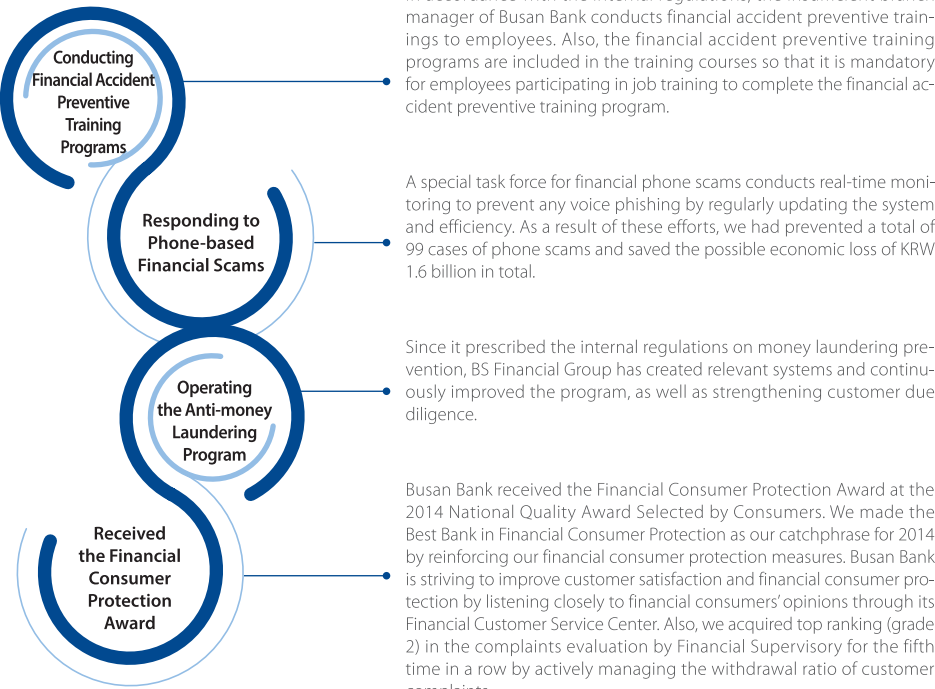 Conducting
Financial Accident
Preventive
Training
Programs
In accordance with the internal regulations, the insufficient branch
manager of Busan Bank conducts financial accident preventive train-
ings to employees. Also, the financial accident preventive training
programs are included in the training courses so that it is mandatory
for employees participating in job training to complete the financial ac-
cident preventive training program.
Responding to
Phone-based
Financial Scams
A special task force for financial phone scams conducts real-time moni-
toring to prevent any voice phishing by regularly updating the system
and efficiency. As a result of these efforts, we had prevented a total of
99 cases of phone scams and saved the possible economic loss of KRW
1.6 billion in total.
Operating
the Anti-money
Laundering
Program
Since it prescribed the internal regulations on money laundering pre-
vention, BS Financial Group has created relevant systems and continu-
ously improved the program, as well as strengthening customer due
diligence.
Received
the Financial
Consumer
Protection
Award
Busan Bank received the Financial Consumer Protection Award at the
2014 National Quality Award Selected by Consumers. We made the
Best Bank in Financial Consumer Protection as our catchphrase for 2014
by reinforcing our financial consumer protection measures. Busan Bank
is striving to improve customer satisfaction and financial consumer pro-
tection by listening closely to financial consumers' opinions through its
Financial Customer Service Center. Also, we acquired top ranking (grade
2) in the complaints evaluation by Financial Supervisory for the fifth
time in a row by actively managing the withdrawal ratio of customer